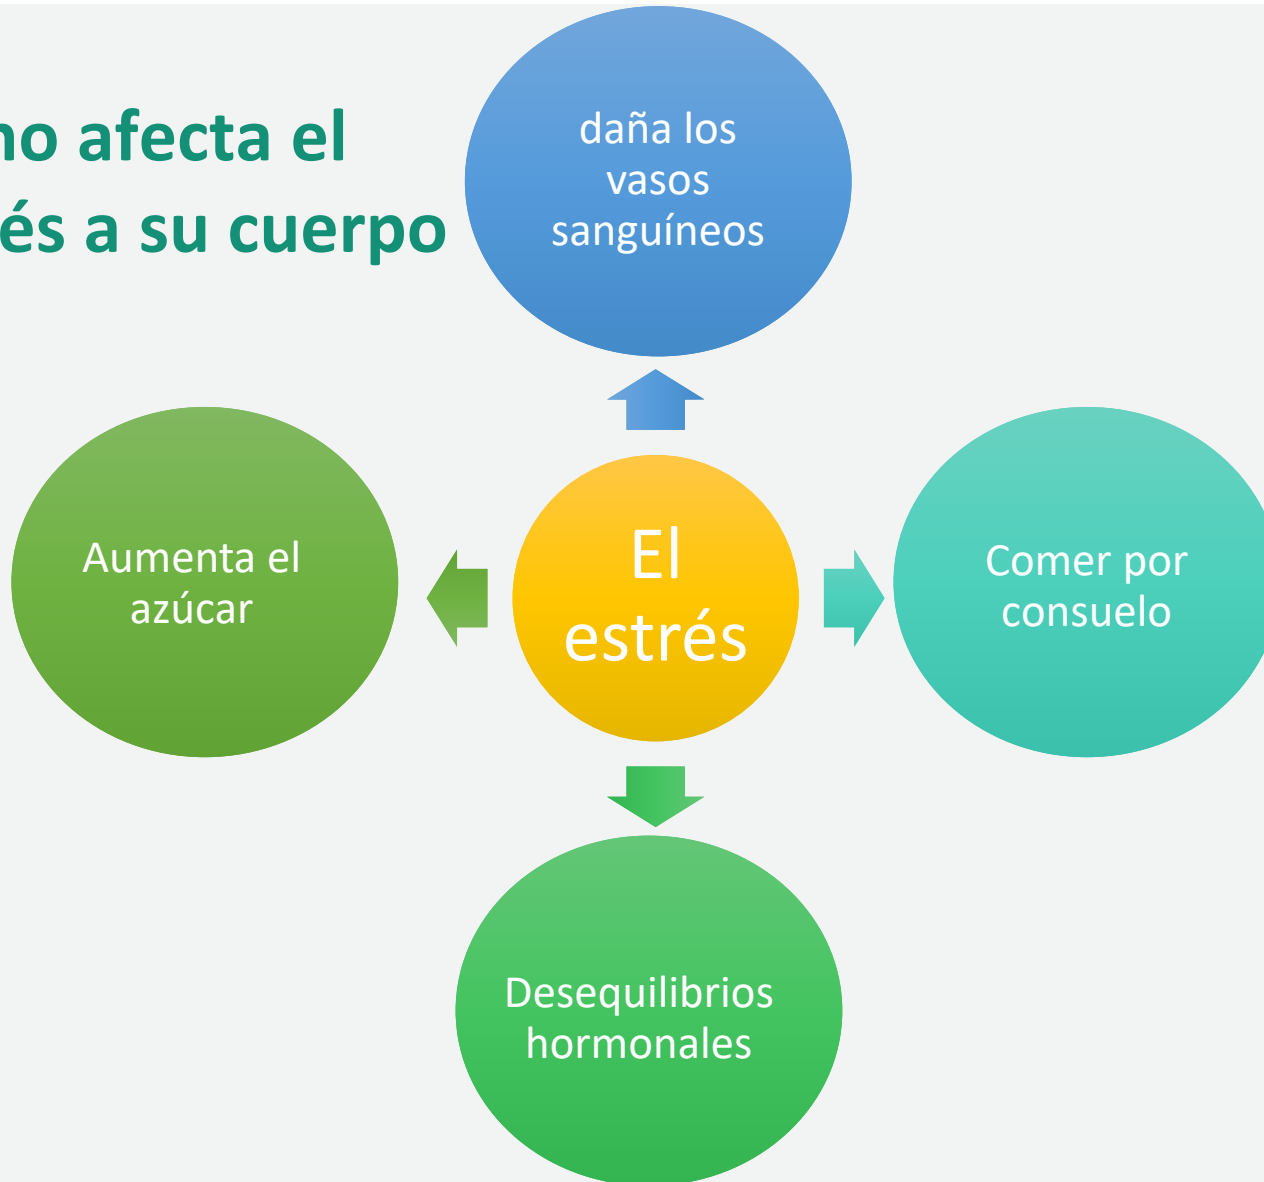 no afecta el
és a su cuerpo
daña los
vasos
sanguíneos
Aumenta el
azúcar
El
estrés
Comer por
consuelo
Desequilibrios
hormonales